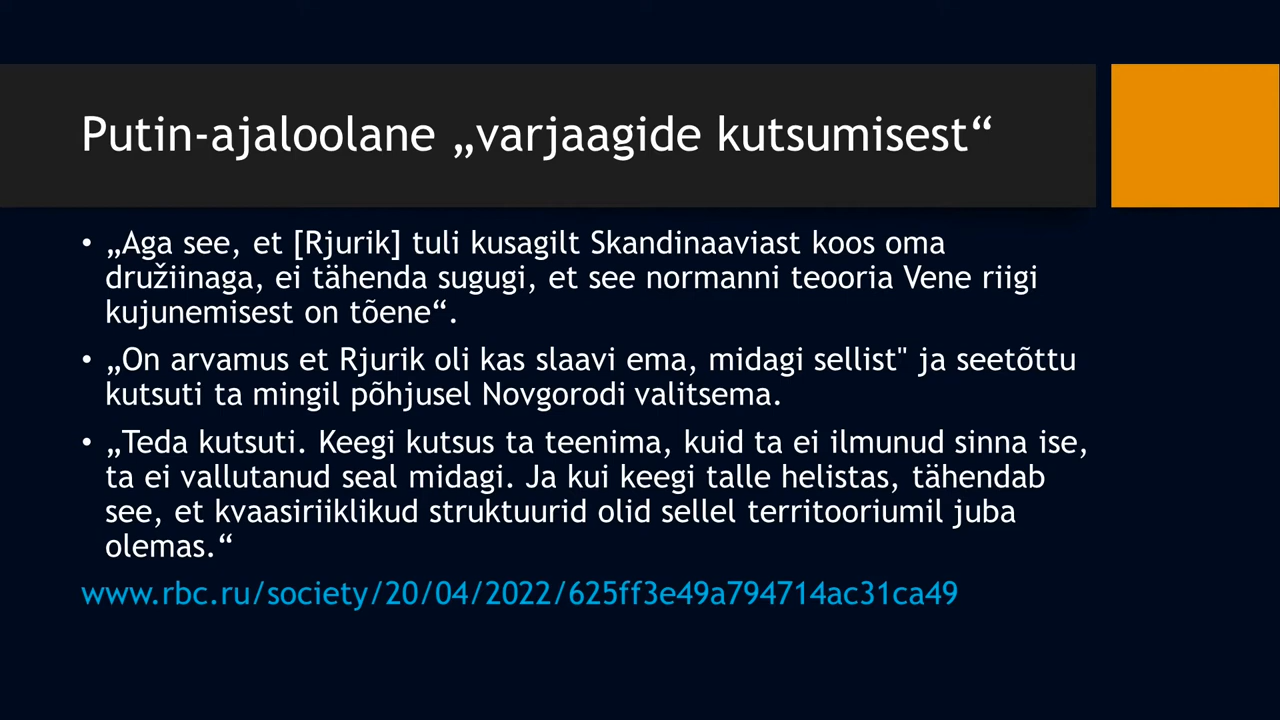 Putin-ajaloolane „varjaagide kutsumisest“
• „Aga see, et [Rjurik] tuli kusagilt Skandinaaviast koos oma
družiinaga, ei tähenda sugugi, et see normanni teooria Vene riigi
kujunemisest on tõene“.
• „On arvamus et Rjurik oli kas slaavi ema, midagi sellist" ja seetõttu
kutsuti ta mingil põhjusel Novgorodi valitsema.
• „Teda kutsuti. Keegi kutsus ta teenima, kuid ta ei ilmunud sinna ise,
ta ei vallutanud seal midagi. Ja kui keegi talle helistas, tähendab
see, et kvaasiriiklikud struktuurid olid sellel territooriumil juba
olemas.“
www.rbc.ru/society/20/04/2022/625ff3e49a794714ac31ca49